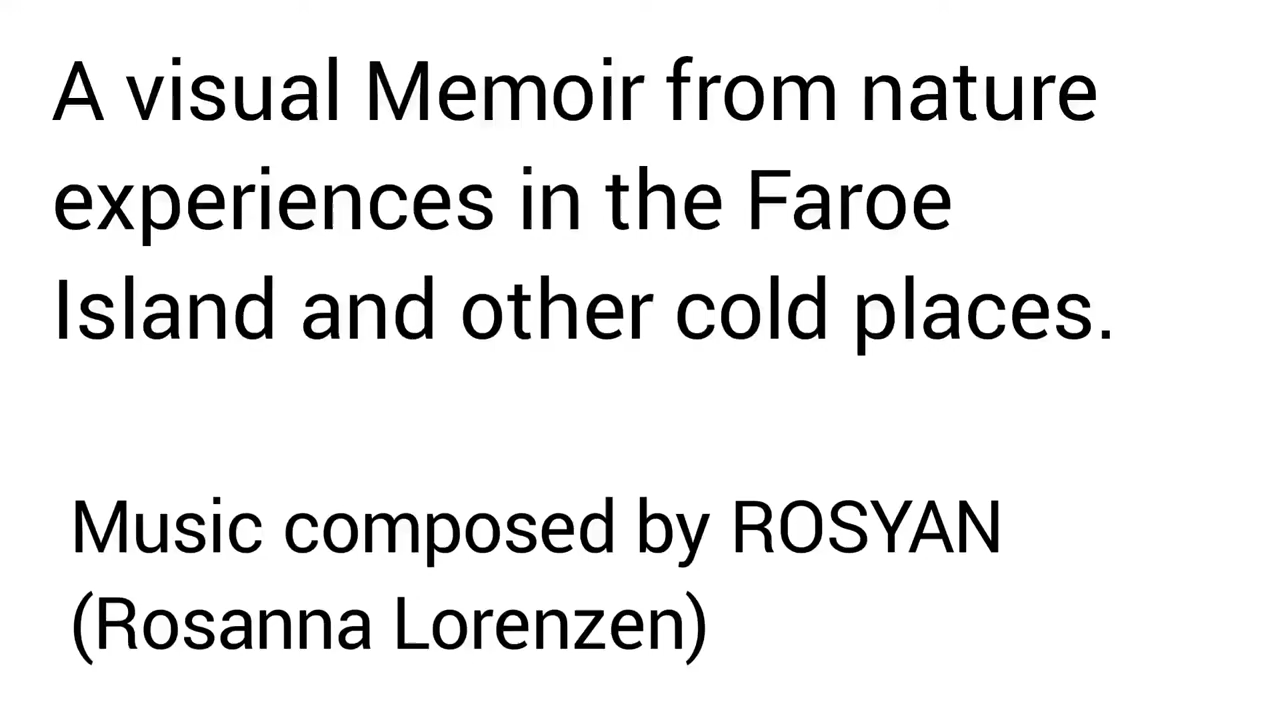 A visual Memoir from nature
experiences in the Faroe
Island and other cold places.
Music composed by ROSYAN
(Rosanna Lorenzen)